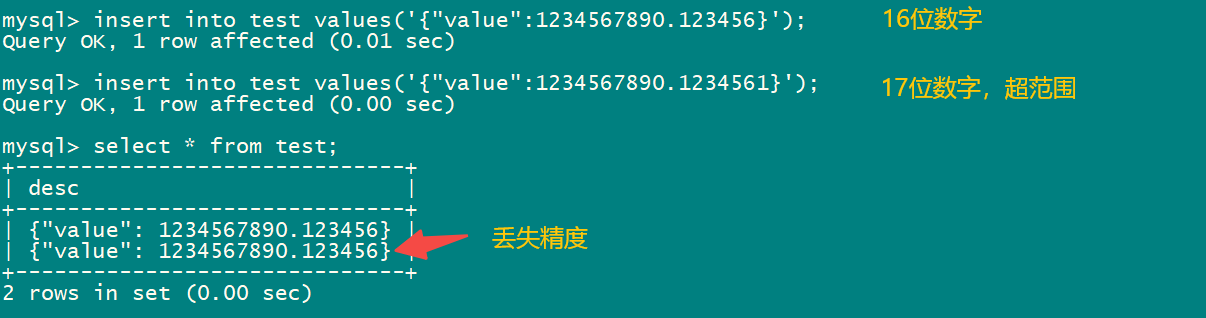 mysql> insert into test values('{"value":1234567890.123456}');
16位数字
Query OK, 1 row affected (0.01 sec)
mysql> insert into test values('{"value":1234567890.1234561}');
17位数字，超范围
Query OK, 1 row affected (0.00 sec)
mysql> select * from test;
+------------------------------+
| desc                         |
+------------------------------+
| {"value": 1234567890.123456} |
| {"value": 1234567890.123456} |
丢失精度
+------------------------------+
2 rows in set (0.00 sec)